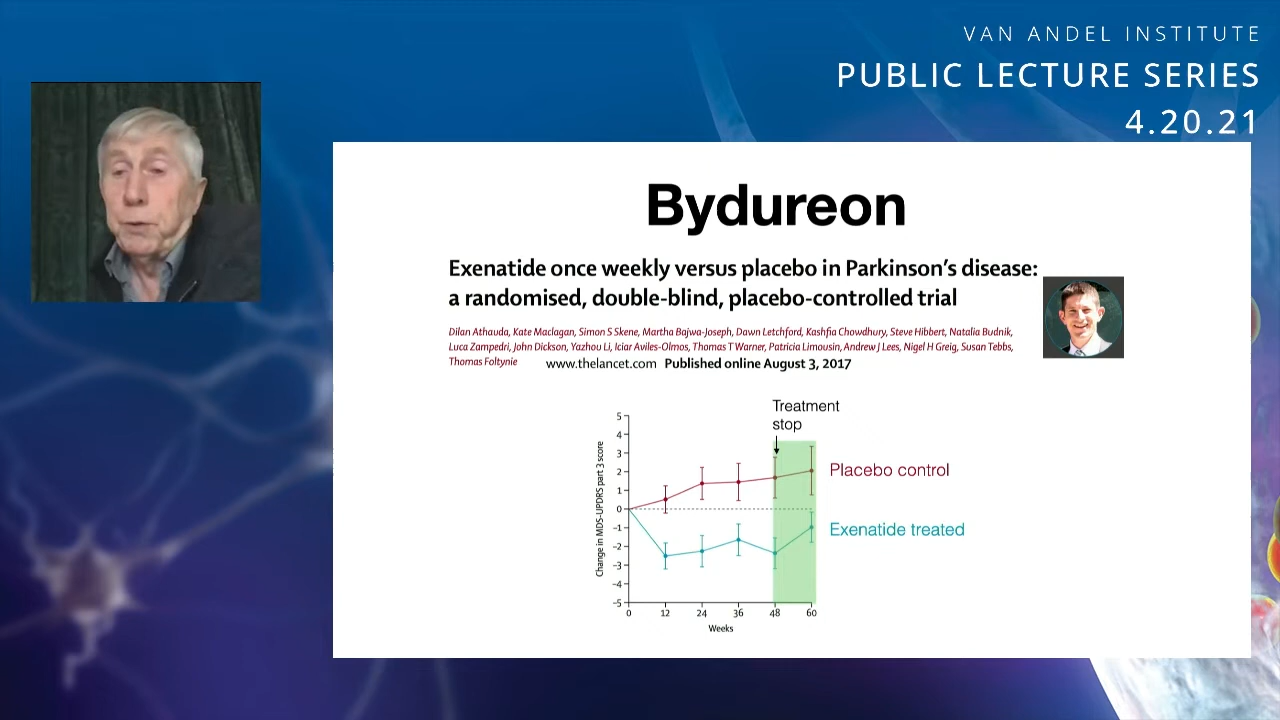 VAN ANDEL INSTITUTE
PUBLIC LECTURE SERIES
4.20.21
Bydureon
Exenatide once weekly versus placebo in Parkinson's disease:
a randomised, double-blind, placebo-controlled trial
Dilan Athauda, Kate Maclagan, Simon S Skene, Martha Bajwa-Joseph, Dawn Letchford, Kashfia Chowdhury, Steve Hibbert, Natalia Budnik,
Luca Zampedri, John Dickson, Yazhou Li, Iciar Aviles-Olmos, Thomas T Warner, Patricia Limousin, Andrew J Lees, Nigel H Greig, Susan Tebbs,
Thomas Foltynie www.thelancet.com Published online August 3, 2017
Treatment
stop
Change in MDS-UPDRS part 3 score
5
4
3
2
1
0
−1
−2
−3
−4
−5
Placebo control
Exenatide treated
0 12 24 36 48 60
Weeks